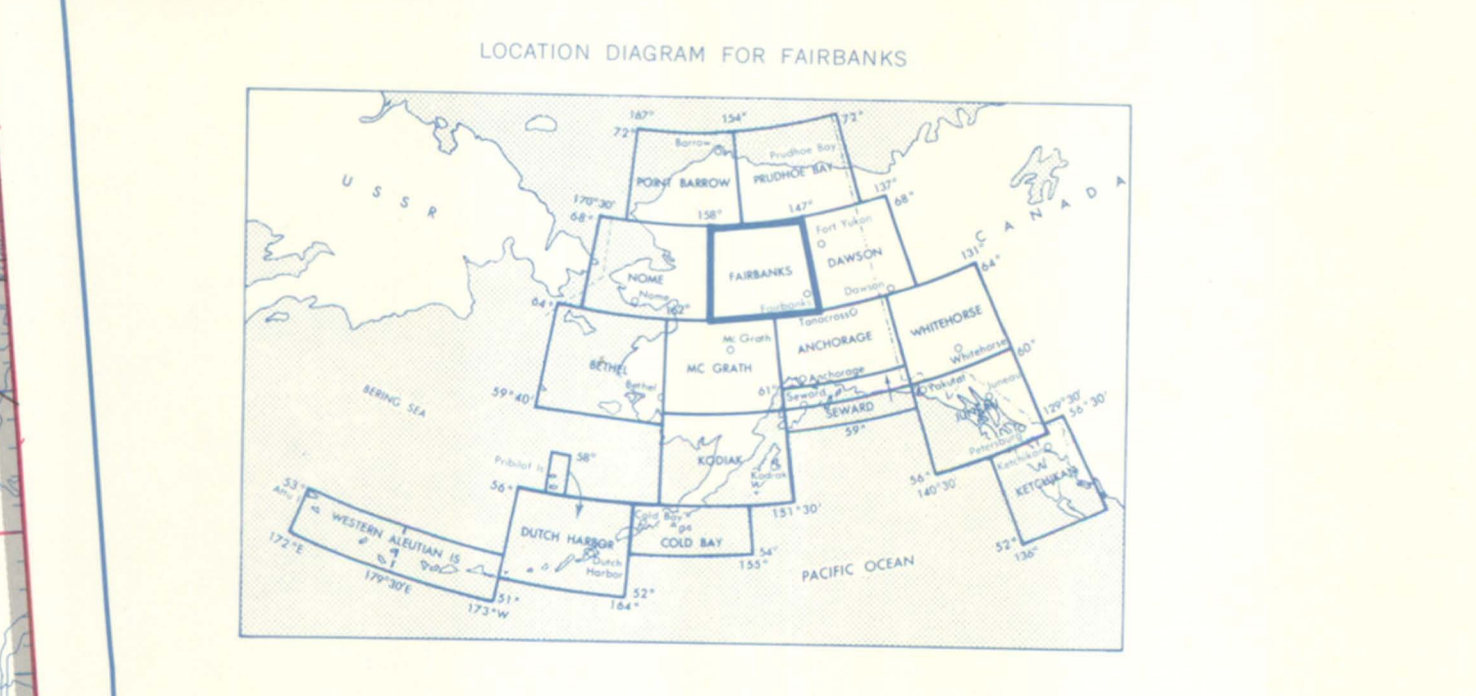 LOCATION DIAGRAM FOR FAIRBANKS
167° 154° 72°
72°
Barrow
Prudhoe Bay
POINT BARROW PRUDHOE BAY
U S S R
C A N A D A
170°30' 158° 147° 137°
68° 68°
Fort Yukon
NOME FAIRBANKS DAWSON
Nome Fairbanks Dawson
131°
64° 64°
162°
Tanacross
WHITEHORSE
Whitehorse
Mc Grath ANCHORAGE
BETHEL MC GRATH
Bethel
60°
61° Anchorage
Seward
SEWARD
59°
Yakutat Juneau
JUNEAU
Petersburg
59°40'
BERING SEA
129°30'
56°30'
Ketchikan
KETCHIKAN
56°
140°30'
52°
136°
KODIAK
Kodiak
151°30'
Pribilof Is 58°
56°
53°
Attu I
WESTERN ALEUTIAN IS
172°E
179°30'E
173°W
51°
DUTCH HARBOR
Dutch
Harbor
52°
164°
Cold Bay
COLD BAY
54°
155°
PACIFIC OCEAN